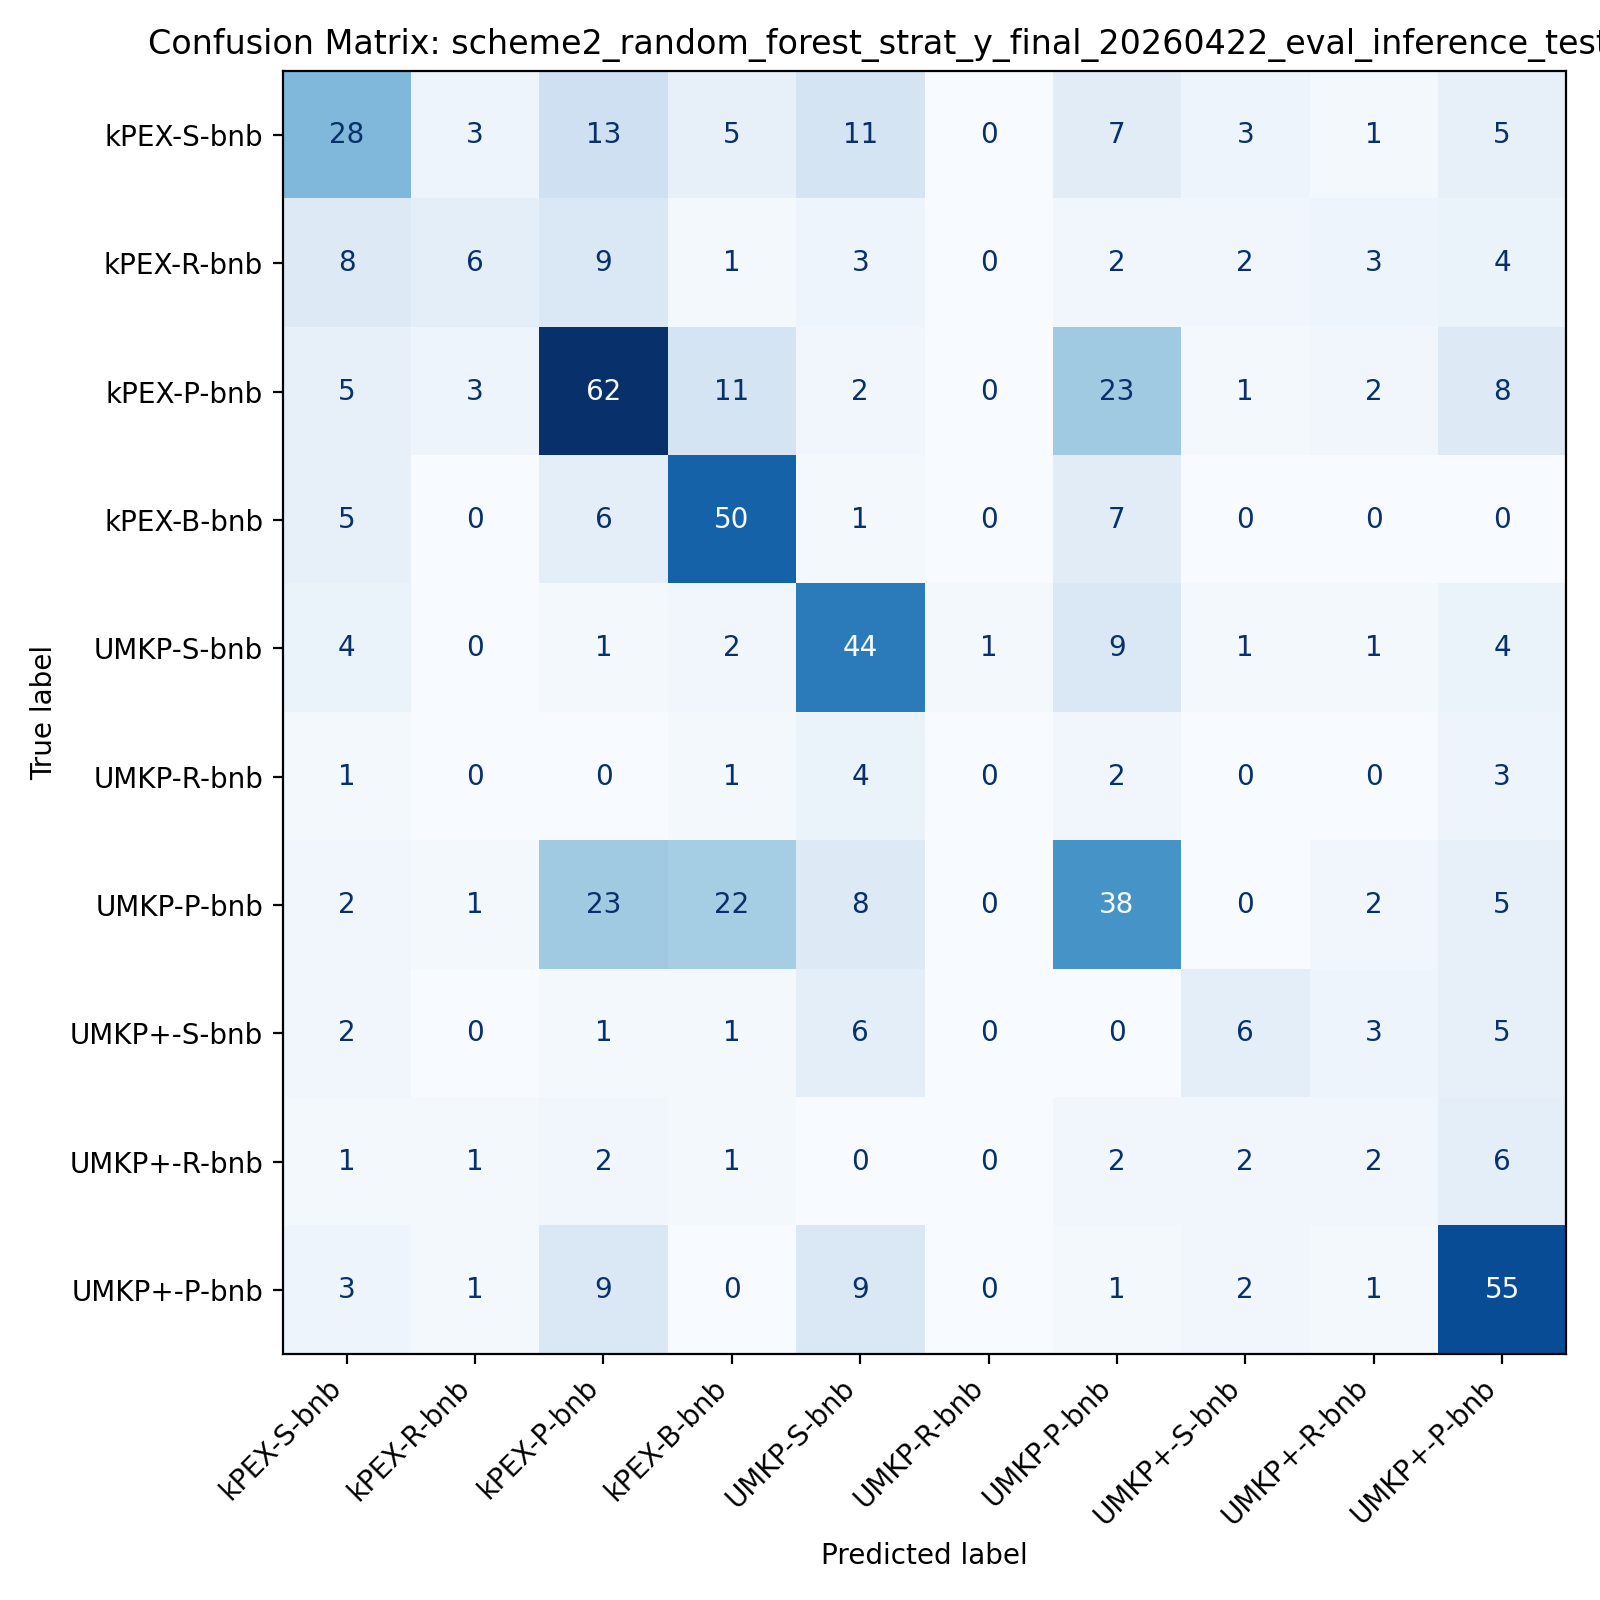 Confusion Matrix: scheme2_random_forest_strat_y_final_20260422_eval_inference_test
kPEX-S-bnb 28 3 13 5 11 0 7 3 1 5
kPEX-R-bnb 8 6 9 1 3 0 2 2 3 4
kPEX-P-bnb 5 3 62 11 2 0 23 1 2 8
kPEX-B-bnb 5 0 6 50 1 0 7 0 0 0
UMKP-S-bnb 4 0 1 2 44 1 9 1 1 4
UMKP-R-bnb 1 0 0 1 4 0 2 0 0 3
UMKP-P-bnb 2 1 23 22 8 0 38 0 2 5
UMKP+-S-bnb 2 0 1 1 6 0 0 6 3 5
UMKP+-R-bnb 1 1 2 1 0 0 2 2 2 6
UMKP+-P-bnb 3 1 9 0 9 0 1 2 1 55
True label
kPEX-S-bnb kPEX-R-bnb kPEX-P-bnb kPEX-B-bnb UMKP-S-bnb UMKP-R-bnb UMKP-P-bnb UMKP+-S-bnb UMKP+-R-bnb UMKP+-P-bnb
Predicted label